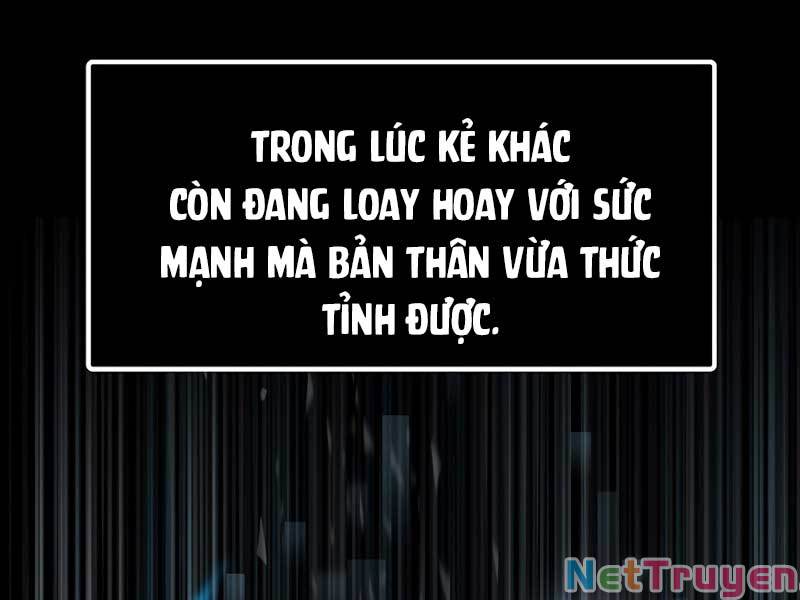 TRONG LÚC KẺ KHÁC
CÒN ĐANG LOAY HOAY VỚI SỨC
MẠNH MÀ BẢN THÂN VỪA THỨC
TỈNH ĐƯỢC.
NetTruyen